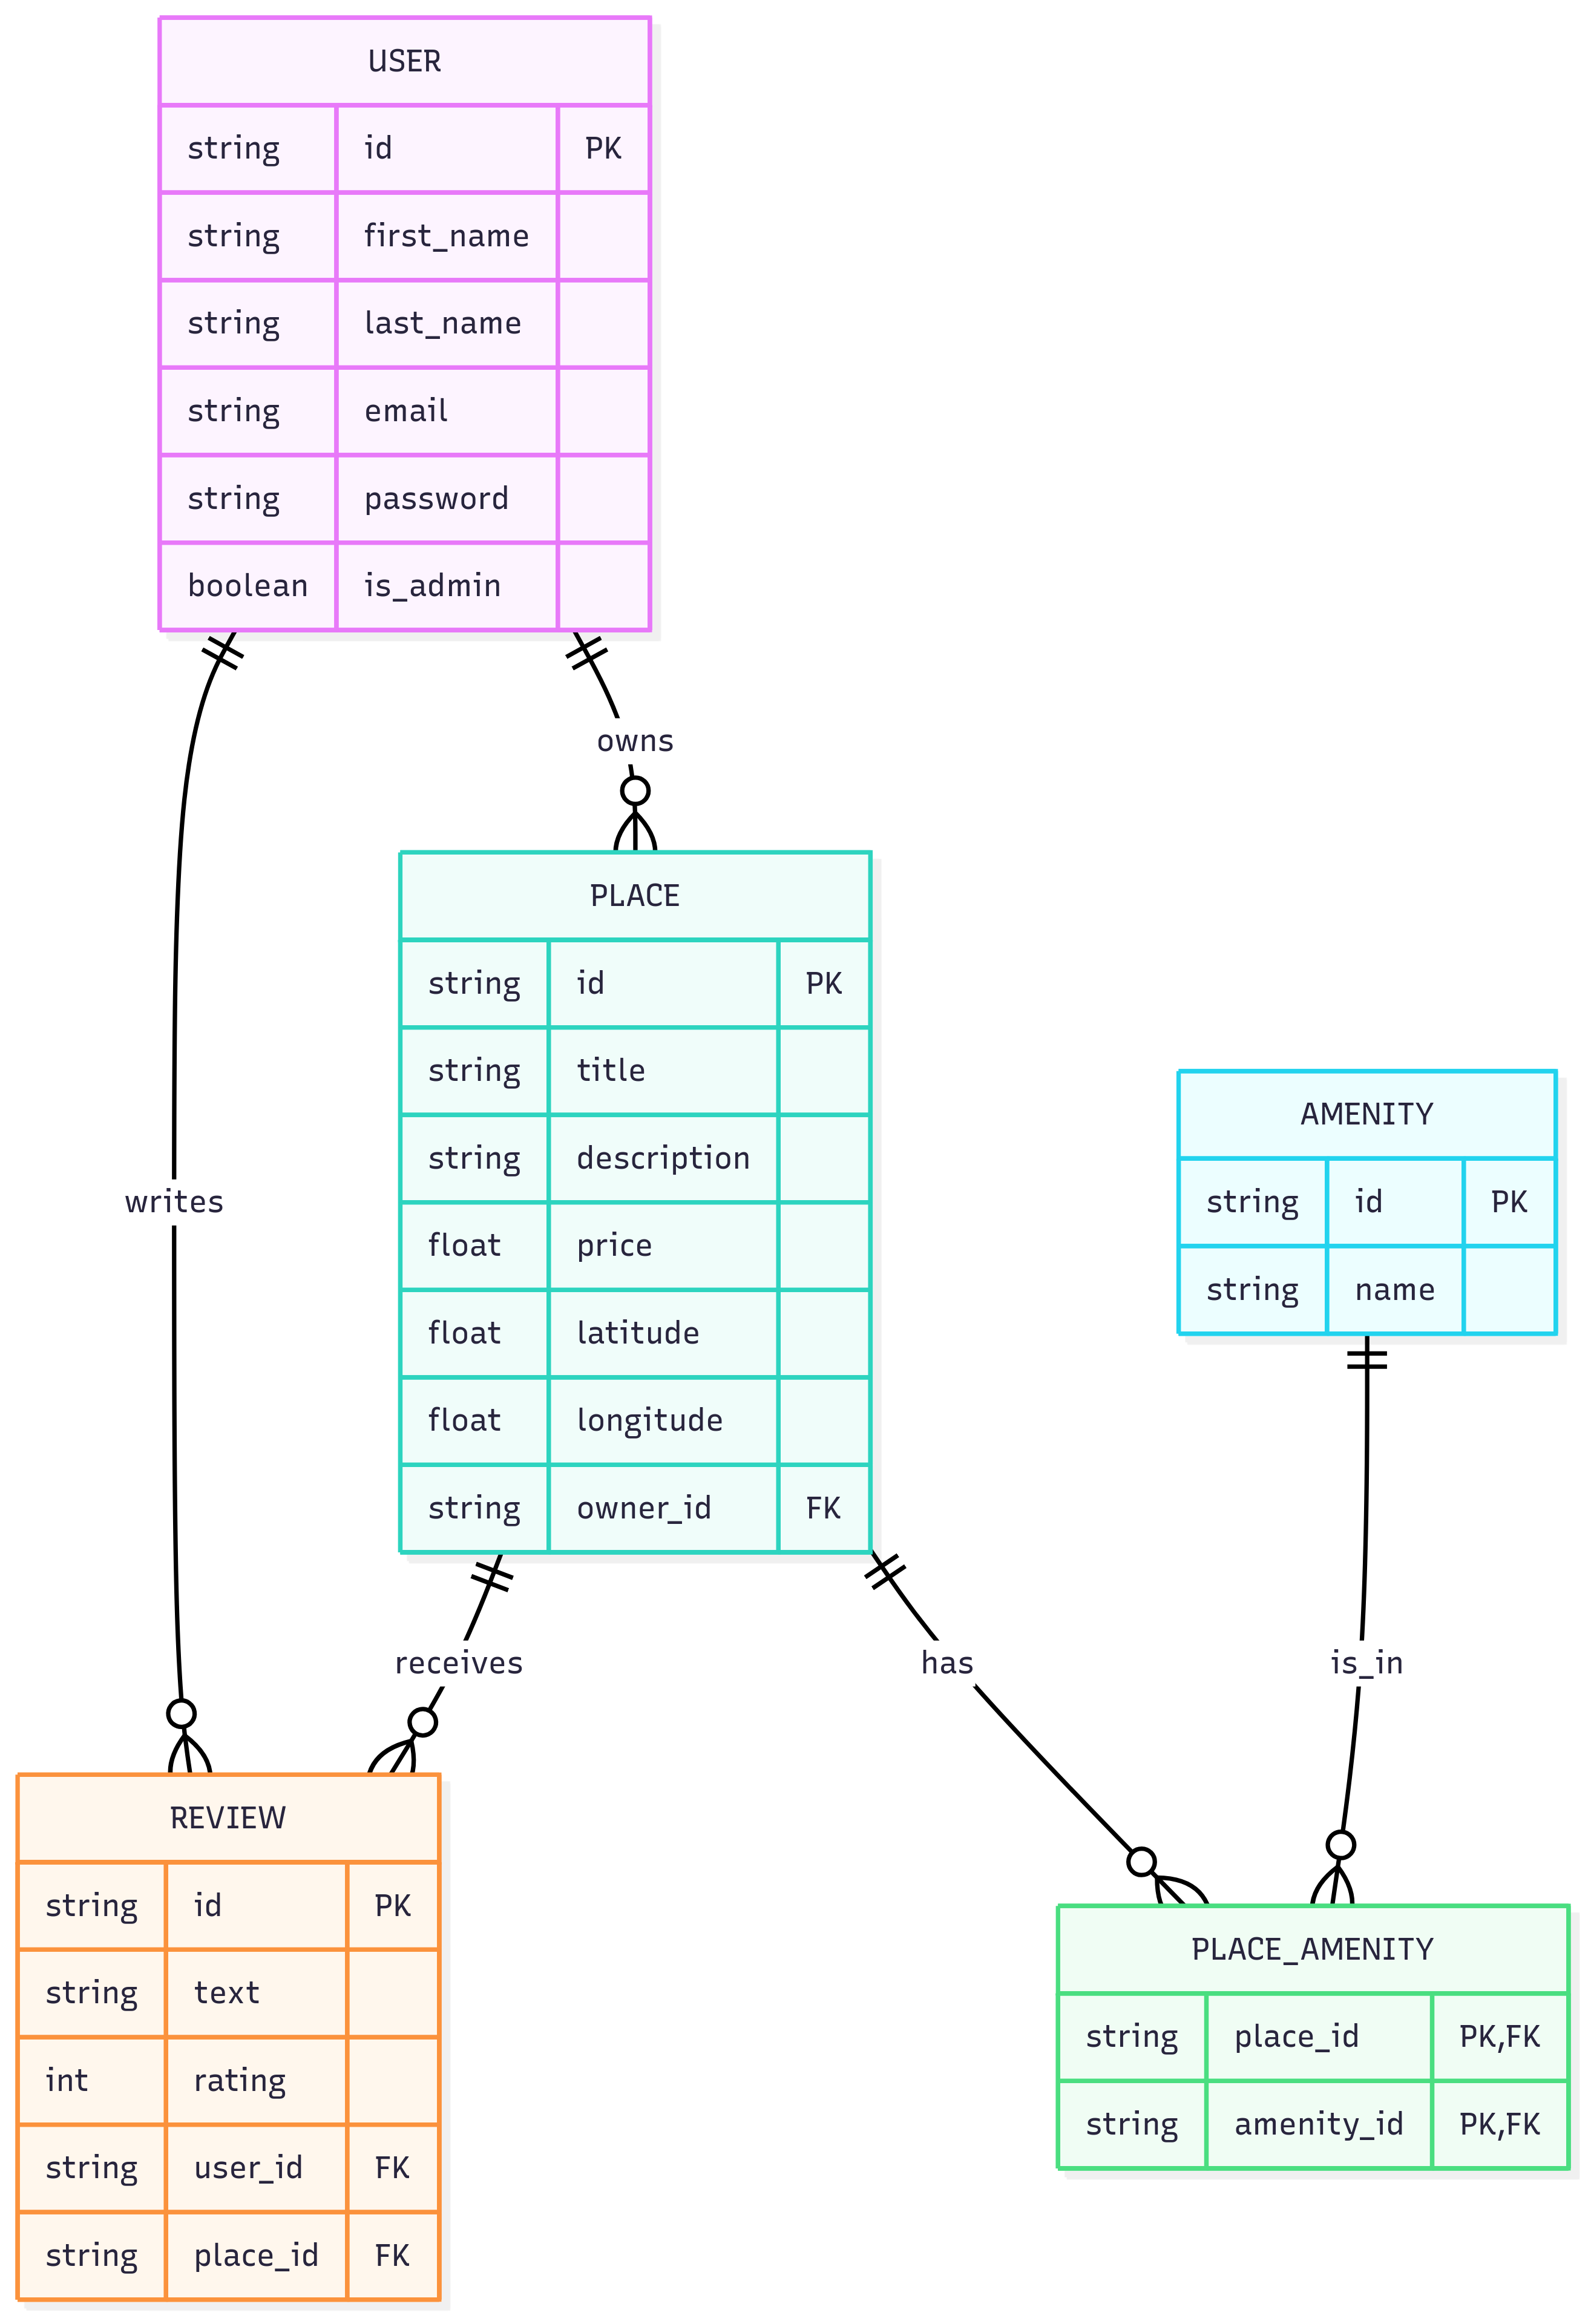 USER
string id PK
string first_name
string last_name
string email
string password
boolean is_admin
owns
PLACE
string id PK
string title
string description
float price
float latitude
float longitude
string owner_id FK
AMENITY
string id PK
string name
writes
receives
has
is_in
REVIEW
string id PK
string text
int rating
string user_id FK
string place_id FK
PLACE_AMENITY
string place_id PK,FK
string amenity_id PK,FK